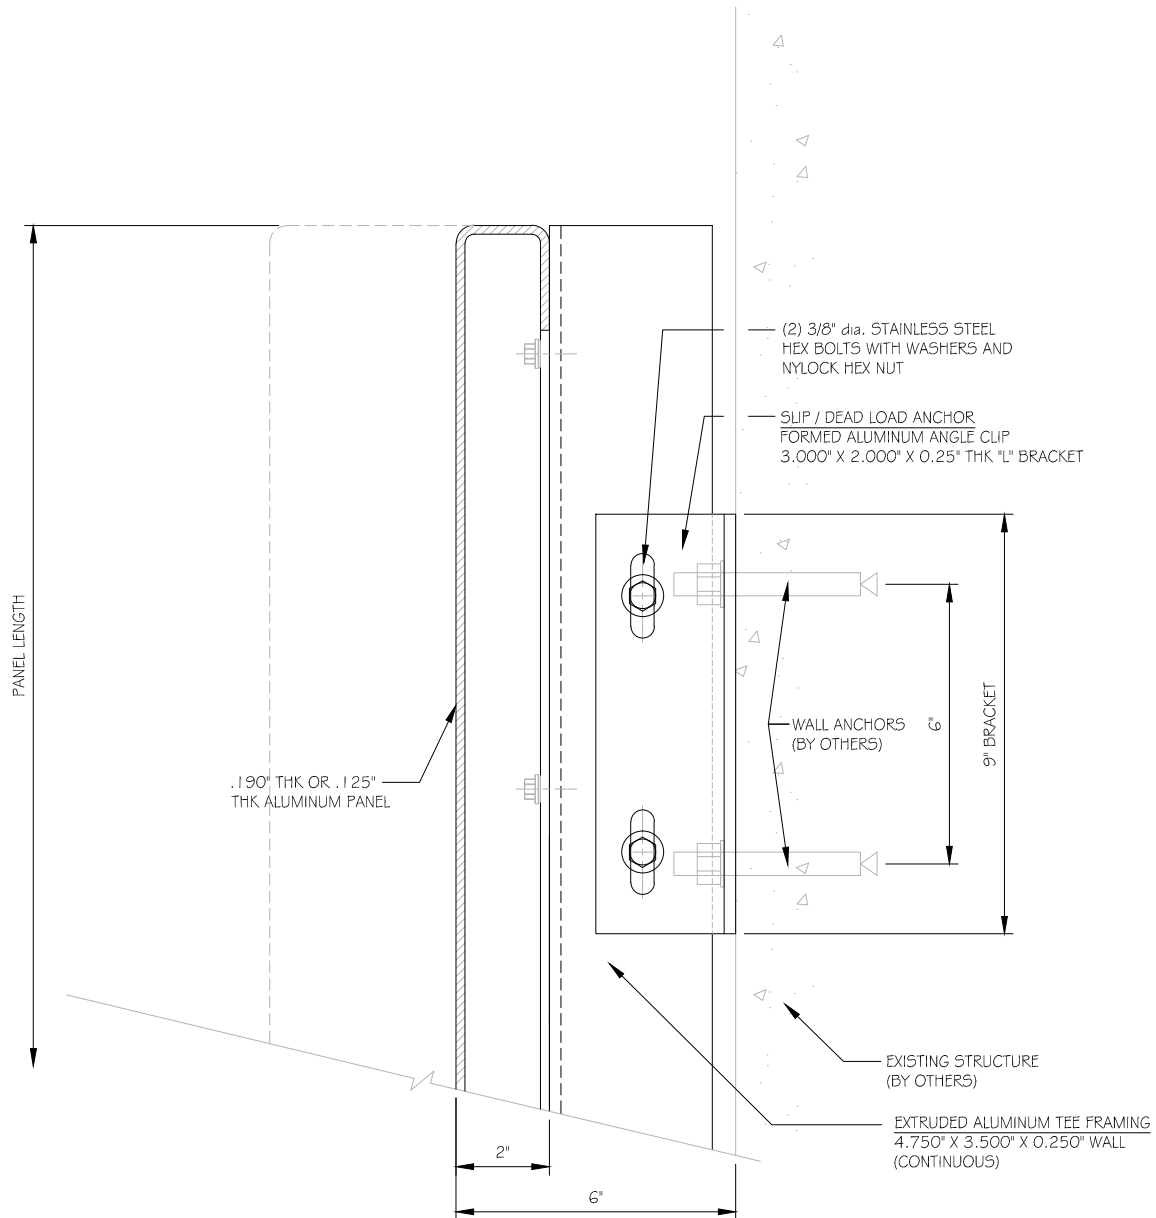 (2) 3/8" dia. STAINLESS STEEL
HEX BOLTS WITH WASHERS AND
NYLOCK HEX NUT
SLIP / DEAD LOAD ANCHOR
FORMED ALUMINUM ANGLE CLIP
3.000" X 2.000" X 0.25" THK "L" BRACKET
PANEL LENGTH
WALL ANCHORS
(BY OTHERS)
6"
9" BRACKET
.190" THK OR .125"
THK ALUMINUM PANEL
EXISTING STRUCTURE
(BY OTHERS)
EXTRUDED ALUMINUM TEE FRAMING
4.750" X 3.500" X 0.250" WALL
(CONTINUOUS)
2"
6"